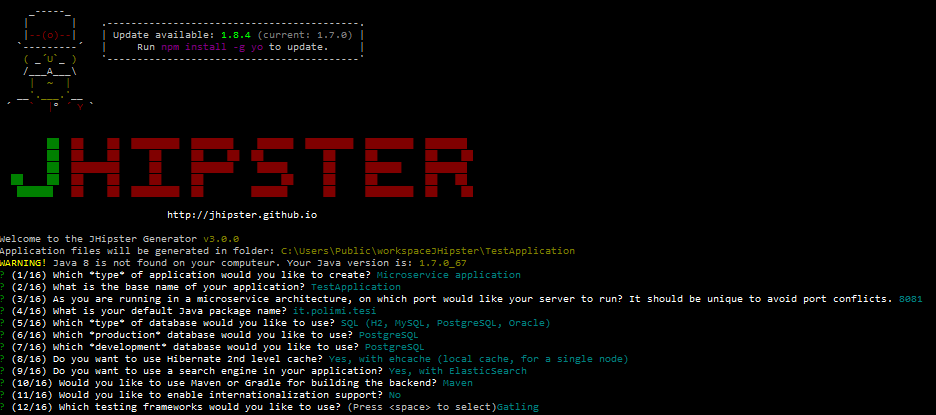 Update available: 1.8.4 (current: 1.7.0)
Run npm install -g yo to update.
JHIPSTER
http://jhipster.github.io
Welcome to the JHipster Generator v3.0.0
Application files will be generated in folder: C:\Users\Public\workspaceJHipster\TestApplication
WARNING! Java 8 is not found on your computeur. Your Java version is: 1.7.0_67
? (1/16) Which *type* of application would you like to create? Microservice application
? (2/16) What is the base name of your application? TestApplication
? (3/16) As you are running in a microservice architecture, on which port would like your server to run? It should be unique to avoid port conflicts. 8081
? (4/16) What is your default Java package name? it.polimi.tesi
? (5/16) Which *type* of database would you like to use? SQL (H2, MySQL, PostgreSQL, Oracle)
? (6/16) Which *production* database would you like to use? PostgreSQL
? (7/16) Which *development* database would you like to use? PostgreSQL
? (8/16) Do you want to use Hibernate 2nd level cache? Yes, with ehcache (local cache, for a single node)
? (9/16) Do you want to use a search engine in your application? Yes, with ElasticSearch
? (10/16) Would you like to use Maven or Gradle for building the backend? Maven
? (11/16) Would you like to enable internationalization support? No
? (12/16) Which testing frameworks would you like to use? (Press <space> to select)Gatling